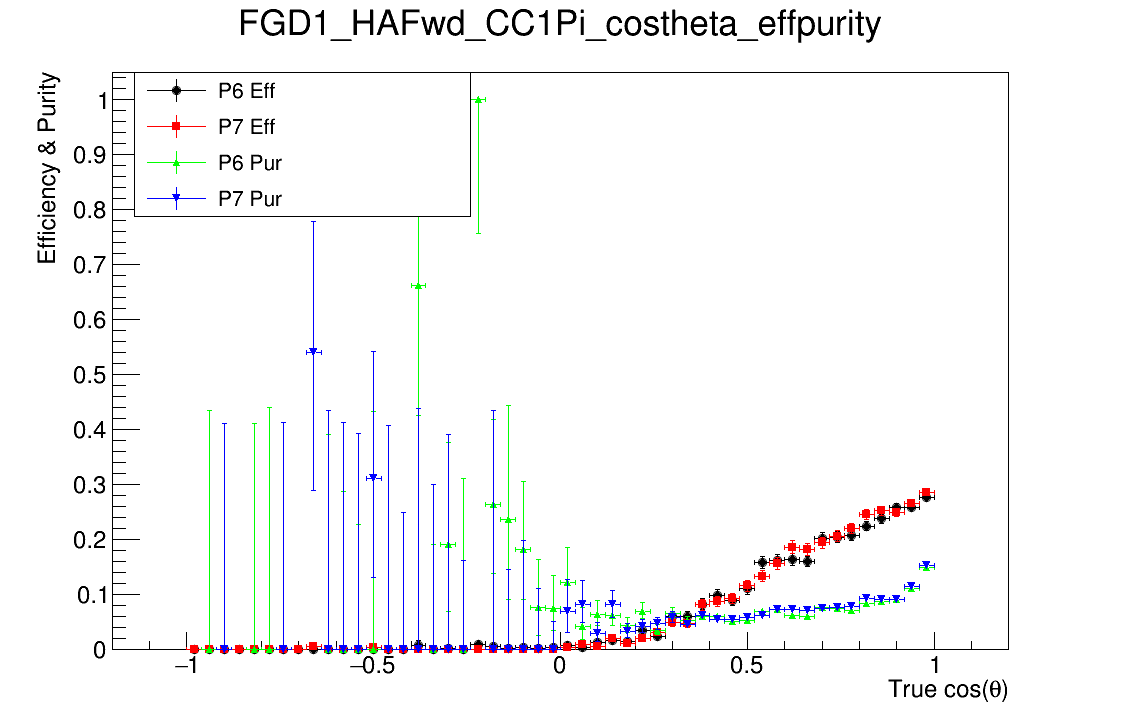 FGD1_HAFwd_CC1Pi_costheta_effpurity
Efficiency & Purity
P6 Eff
P7 Eff
P6 Pur
P7 Pur
1
0.9
0.8
0.7
0.6
0.5
0.4
0.3
0.2
0.1
0
−1
−0.5
0
0.5
1
True cos(θ)